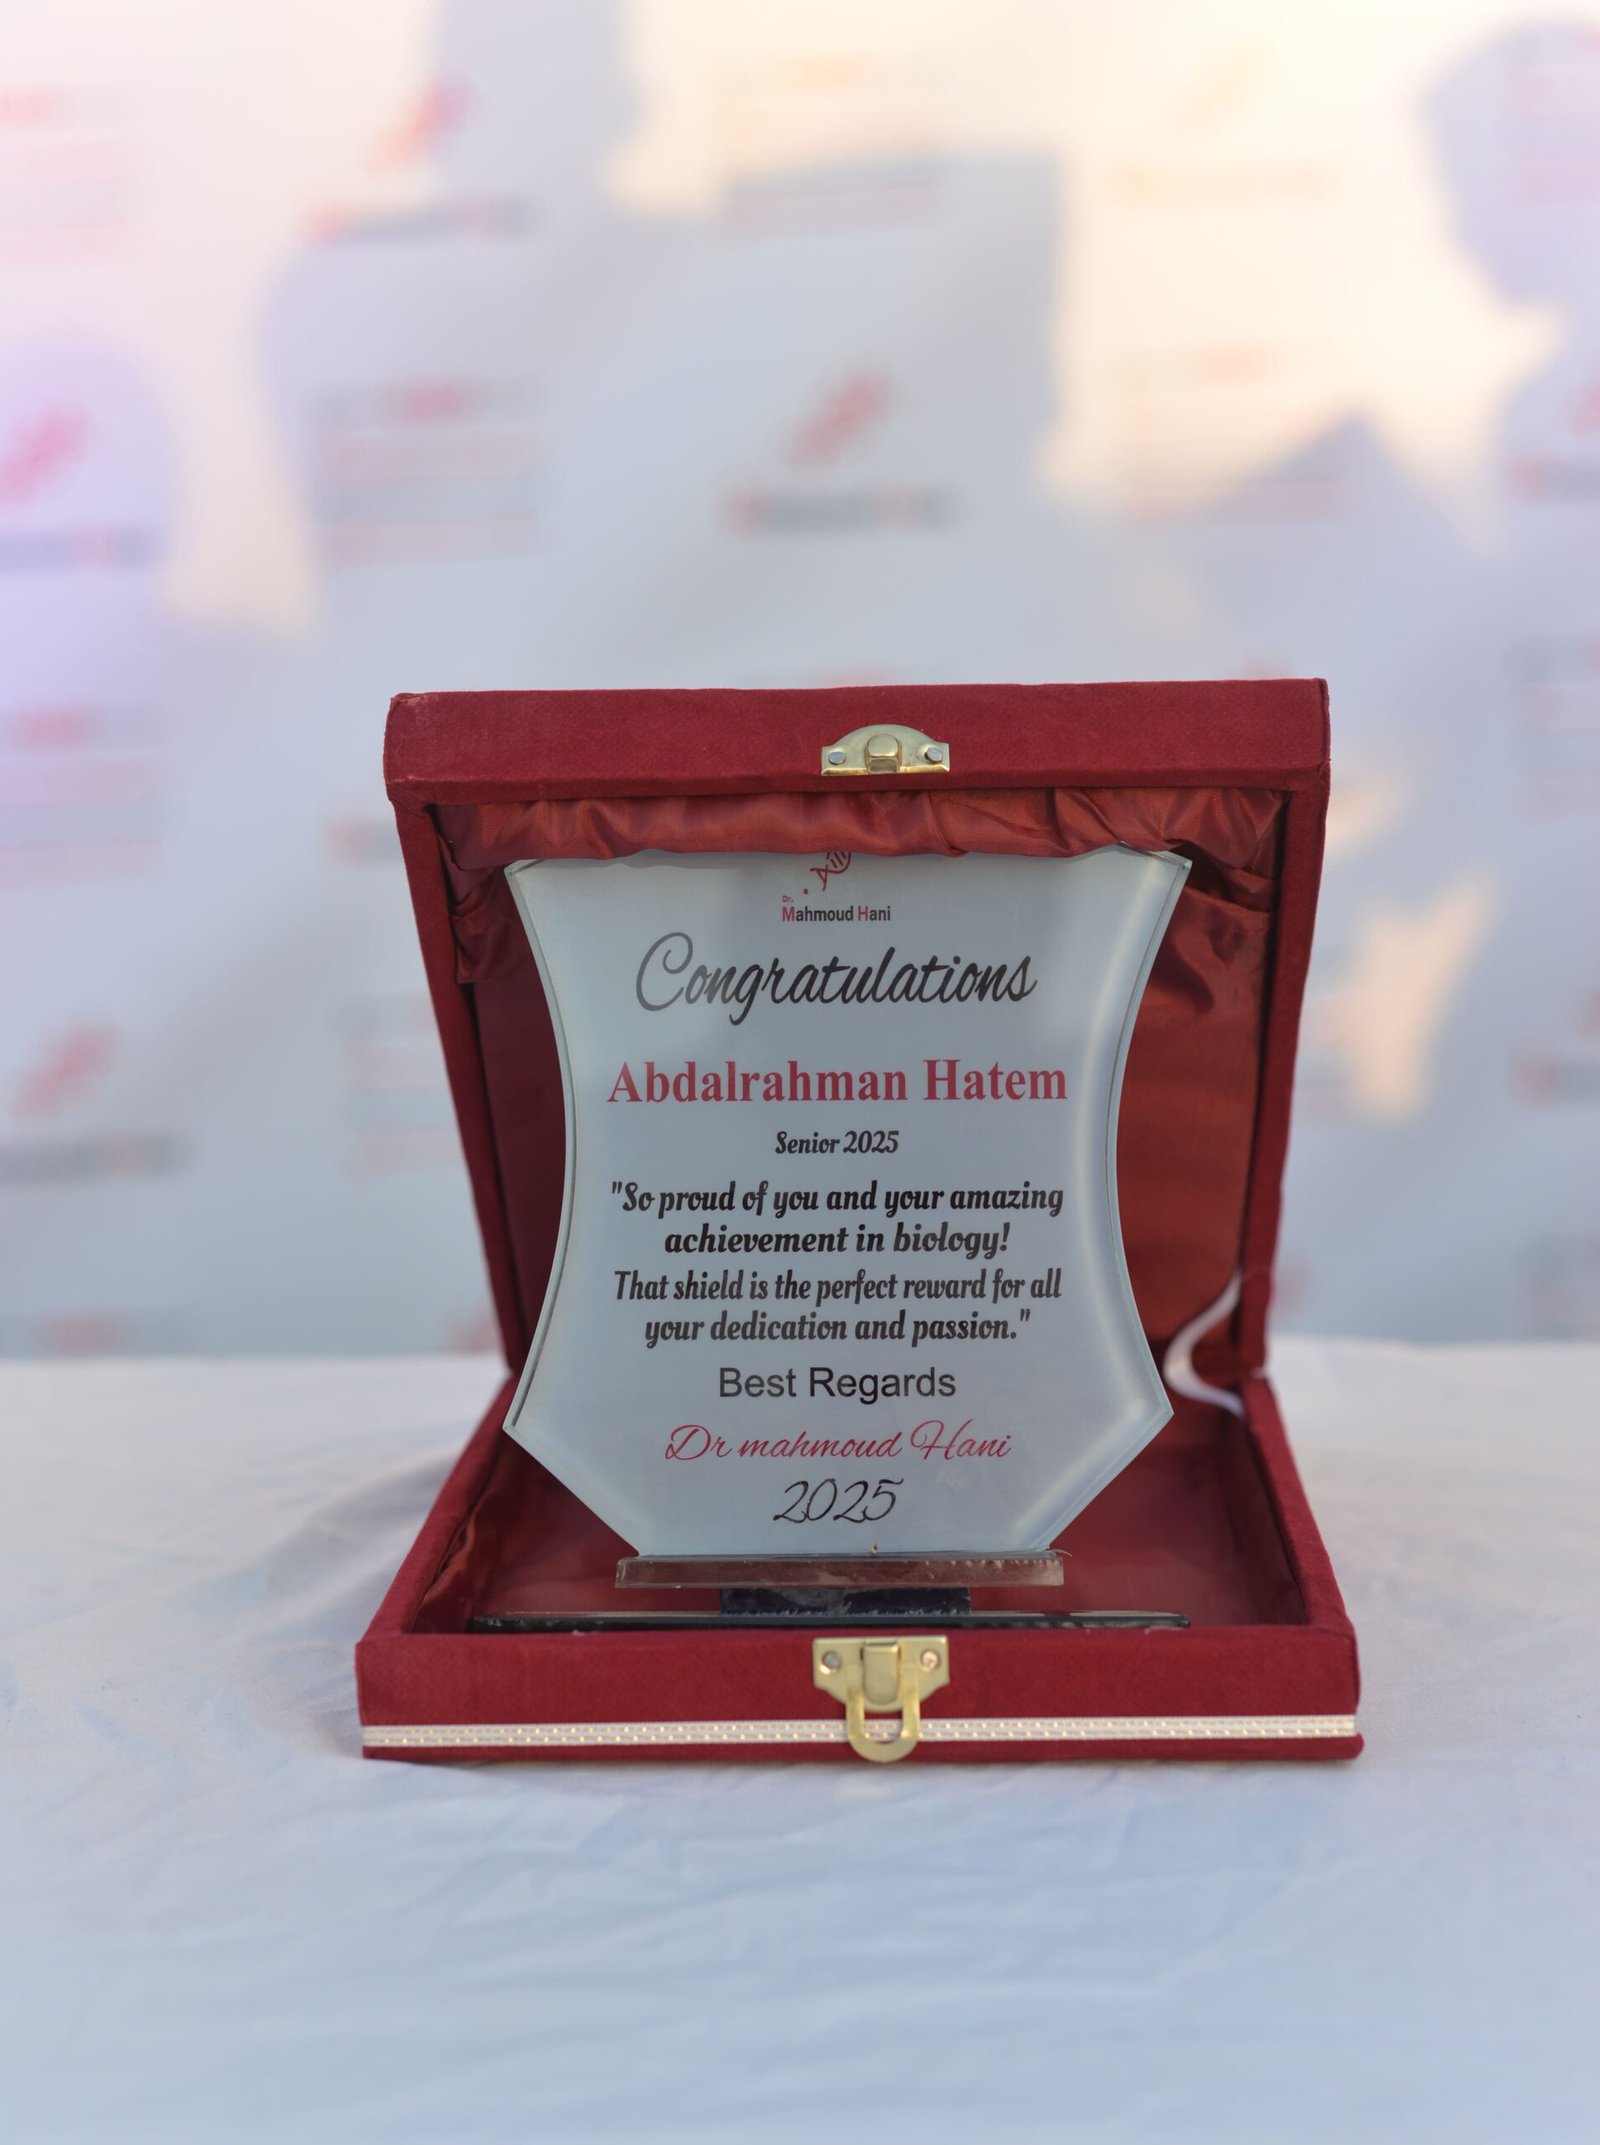 Dr.
Mahmoud Hani
Congratulations
Abdalrahman Hatem
Senior 2025
"So proud of you and your amazing
achievement in biology!
That shield is the perfect reward for all
your dedication and passion."
Best Regards
Dr mahmoud Hani
2025